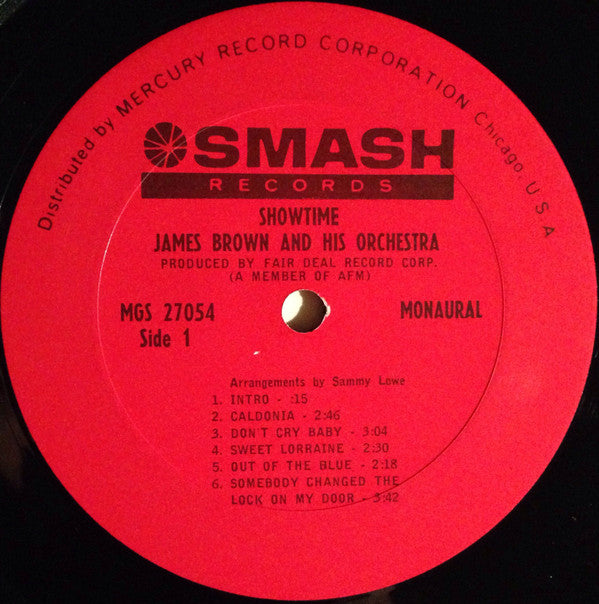 Distributed by MERCURY RECORD CORPORATION Chicago, U.S.A
SMASH
RECORDS
SHOWTIME
JAMES BROWN AND HIS ORCHESTRA
PRODUCED BY FAIR DEAL RECORD CORP.
(A MEMBER OF AFM)
MGS 27054
MONAURAL
Side 1
Arrangements by Sammy Lowe
1. INTRO - :15
2. CALDONIA - 2:46
3. DON'T CRY BABY - 3:04
4. SWEET LORRAINE - 2:30
5. OUT OF THE BLUE - 2:18
6. SOMEBODY CHANGED THE
LOCK ON MY DOOR - 3:42